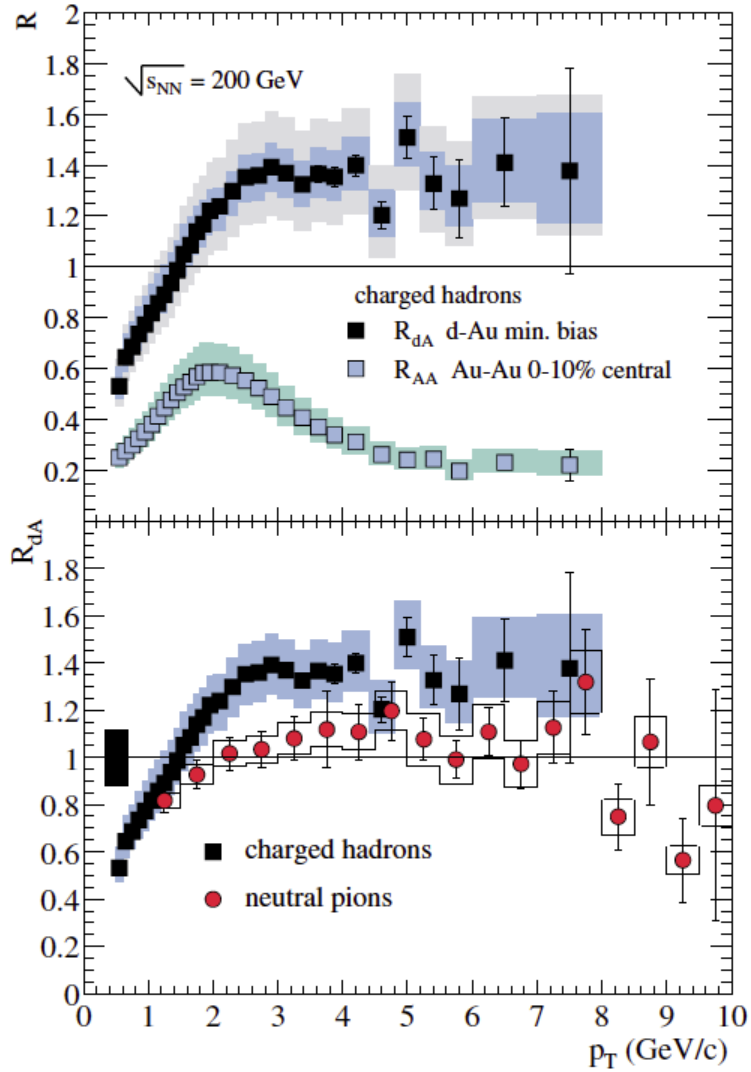 R
2
1.8
1.6
1.4
1.2
1
0.8
0.6
0.4
0.2
√s_NN = 200 GeV
charged hadrons
R_dA d-Au min. bias
R_AA Au-Au 0-10% central
R_dA
1.8
1.6
1.4
1.2
1
0.8
0.6
0.4
0.2
0
charged hadrons
neutral pions
0 1 2 3 4 5 6 7 8 9 10
p_T (GeV/c)